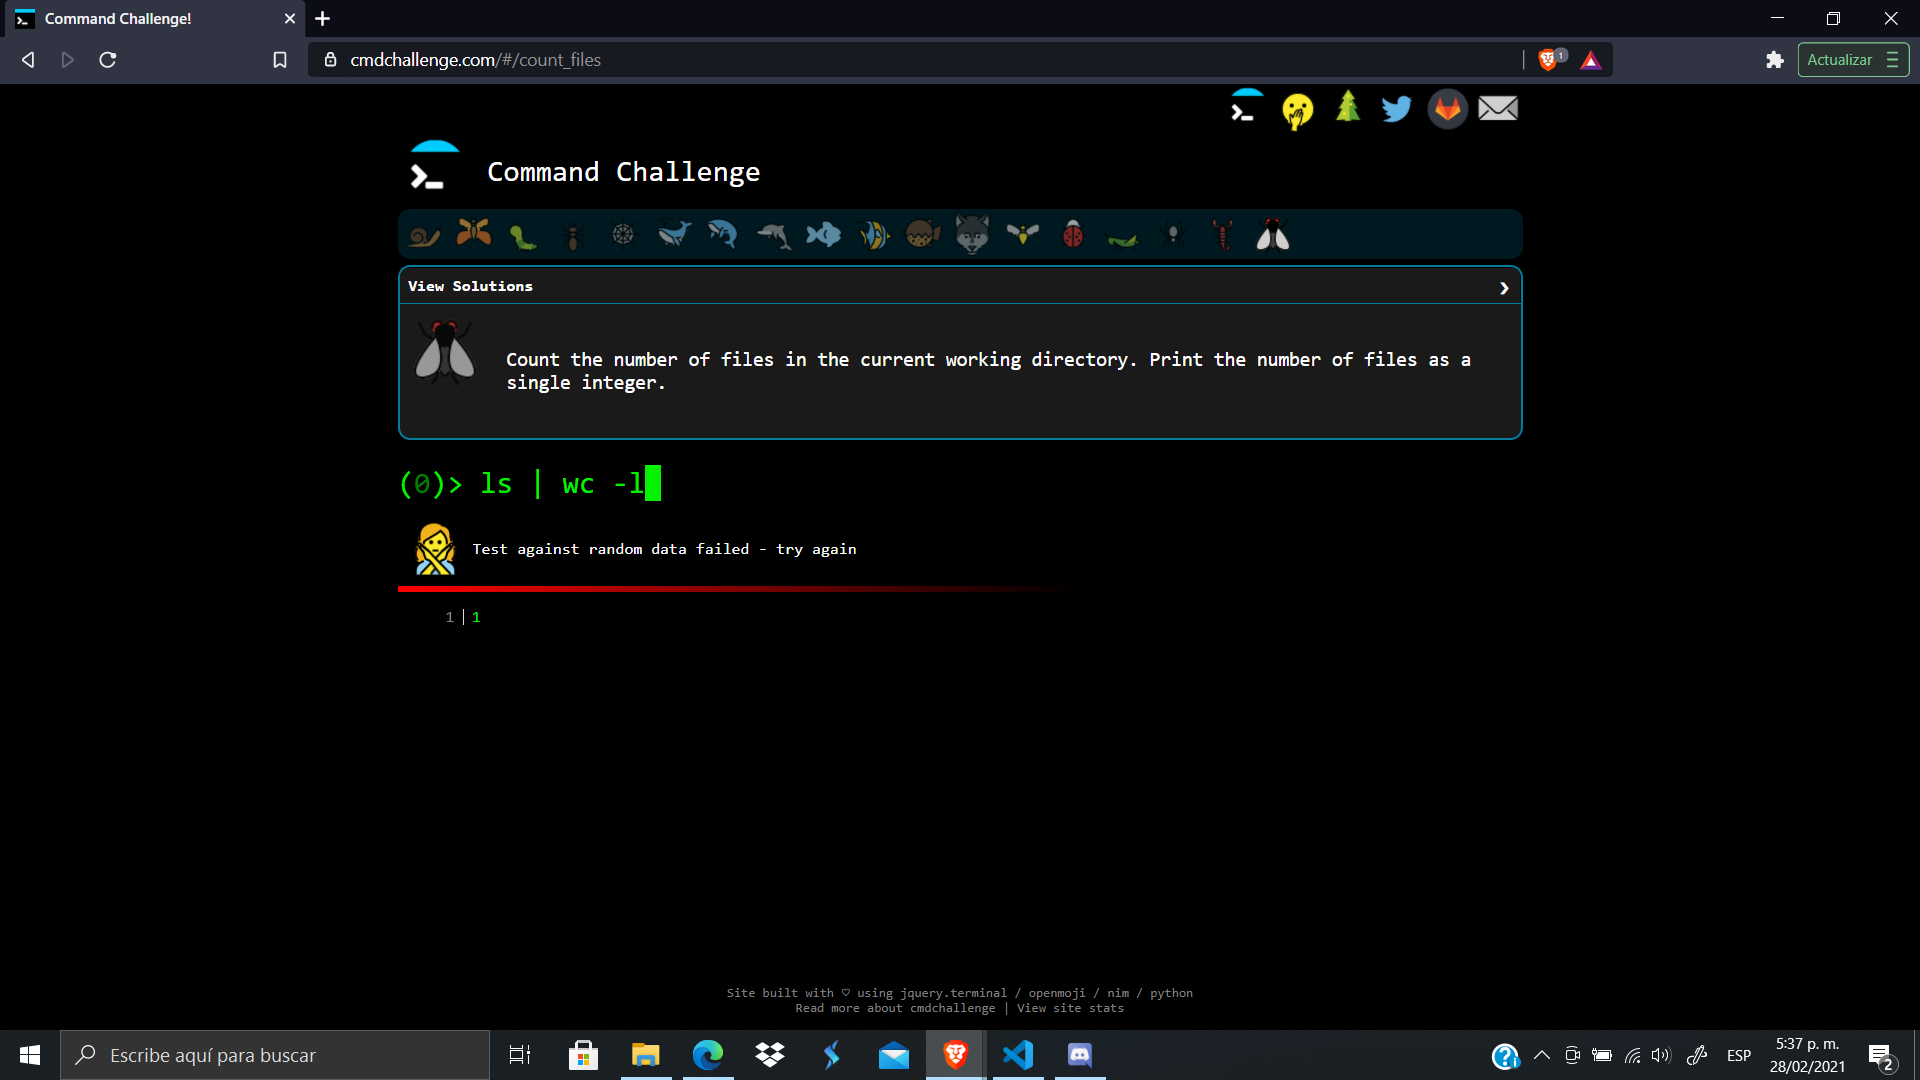 Command Challenge!
cmdchallenge.com/#/count_files
1
Actualizar
Command Challenge
View Solutions
Count the number of files in the current working directory. Print the number of files as a
single integer.
(0)> ls | wc -l
Test against random data failed - try again
1 | 1
Site built with ♡ using jquery.terminal / openmoji / nim / python
Read more about cmdchallenge | View site stats
Escribe aquí para buscar
ESP
5:37 p. m.
28/02/2021
2